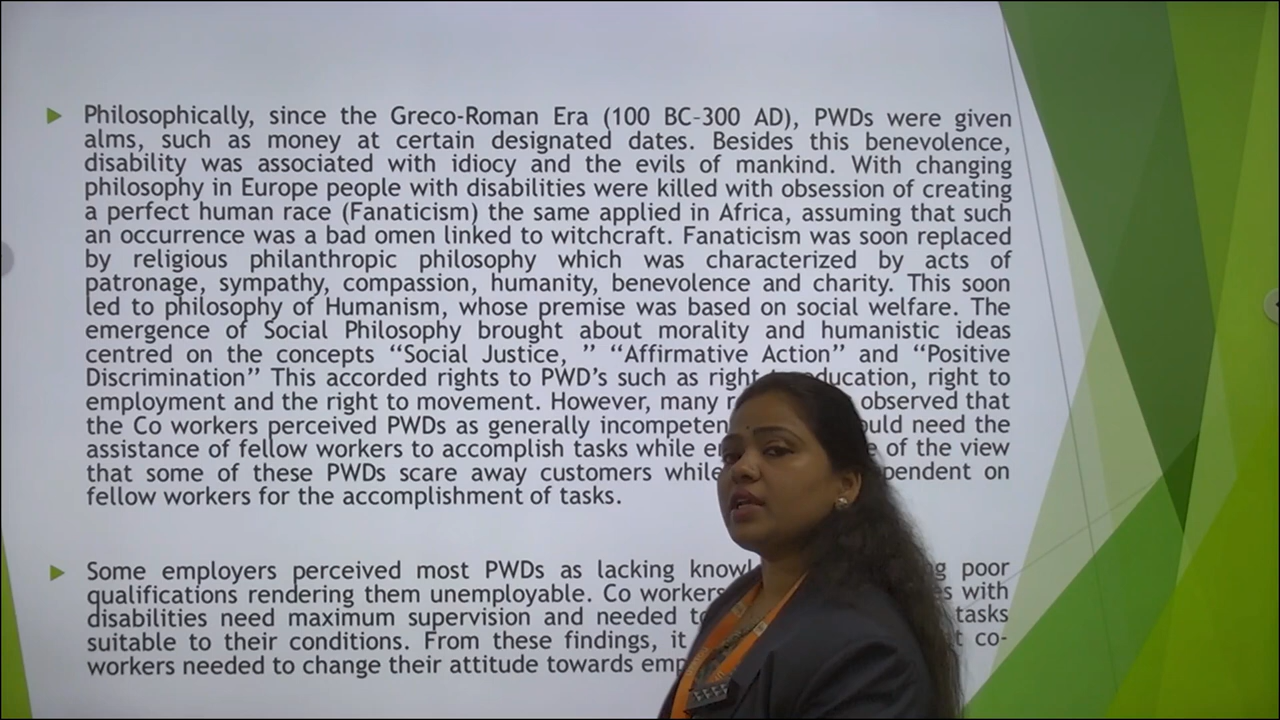 Philosophically, since the Greco-Roman Era (100 BC–300 AD), PWDs were given
alms, such as money at certain designated dates. Besides this benevolence,
disability was associated with idiocy and the evils of mankind. With changing
philosophy in Europe people with disabilities were killed with obsession of creating
a perfect human race (Fanaticism) the same applied in Africa, assuming that such
an occurrence was a bad omen linked to witchcraft. Fanaticism was soon replaced
by religious philanthropic philosophy which was characterized by acts of
patronage, sympathy, compassion, humanity, benevolence and charity. This soon
led to philosophy of Humanism, whose premise was based on social welfare. The
emergence of Social Philosophy brought about morality and humanistic ideas
centred on the concepts “Social Justice, ” “Affirmative Action” and “Positive
Discrimination” This accorded rights to PWD’s such as right education, right to
employment and the right to movement. However, many observed that
the Co workers perceived PWDs as generally need the
assistance of fellow workers to accomplish tasks while of the view
that some of these PWDs scare away customers while on
fellow workers for the accomplishment of tasks.
Some employers perceived most PWDs as lacking poor
qualifications rendering them unemployable. Co workers with
disabilities need maximum supervision and needed tasks
suitable to their conditions. From these findings, it co-
workers needed to change their attitude towards